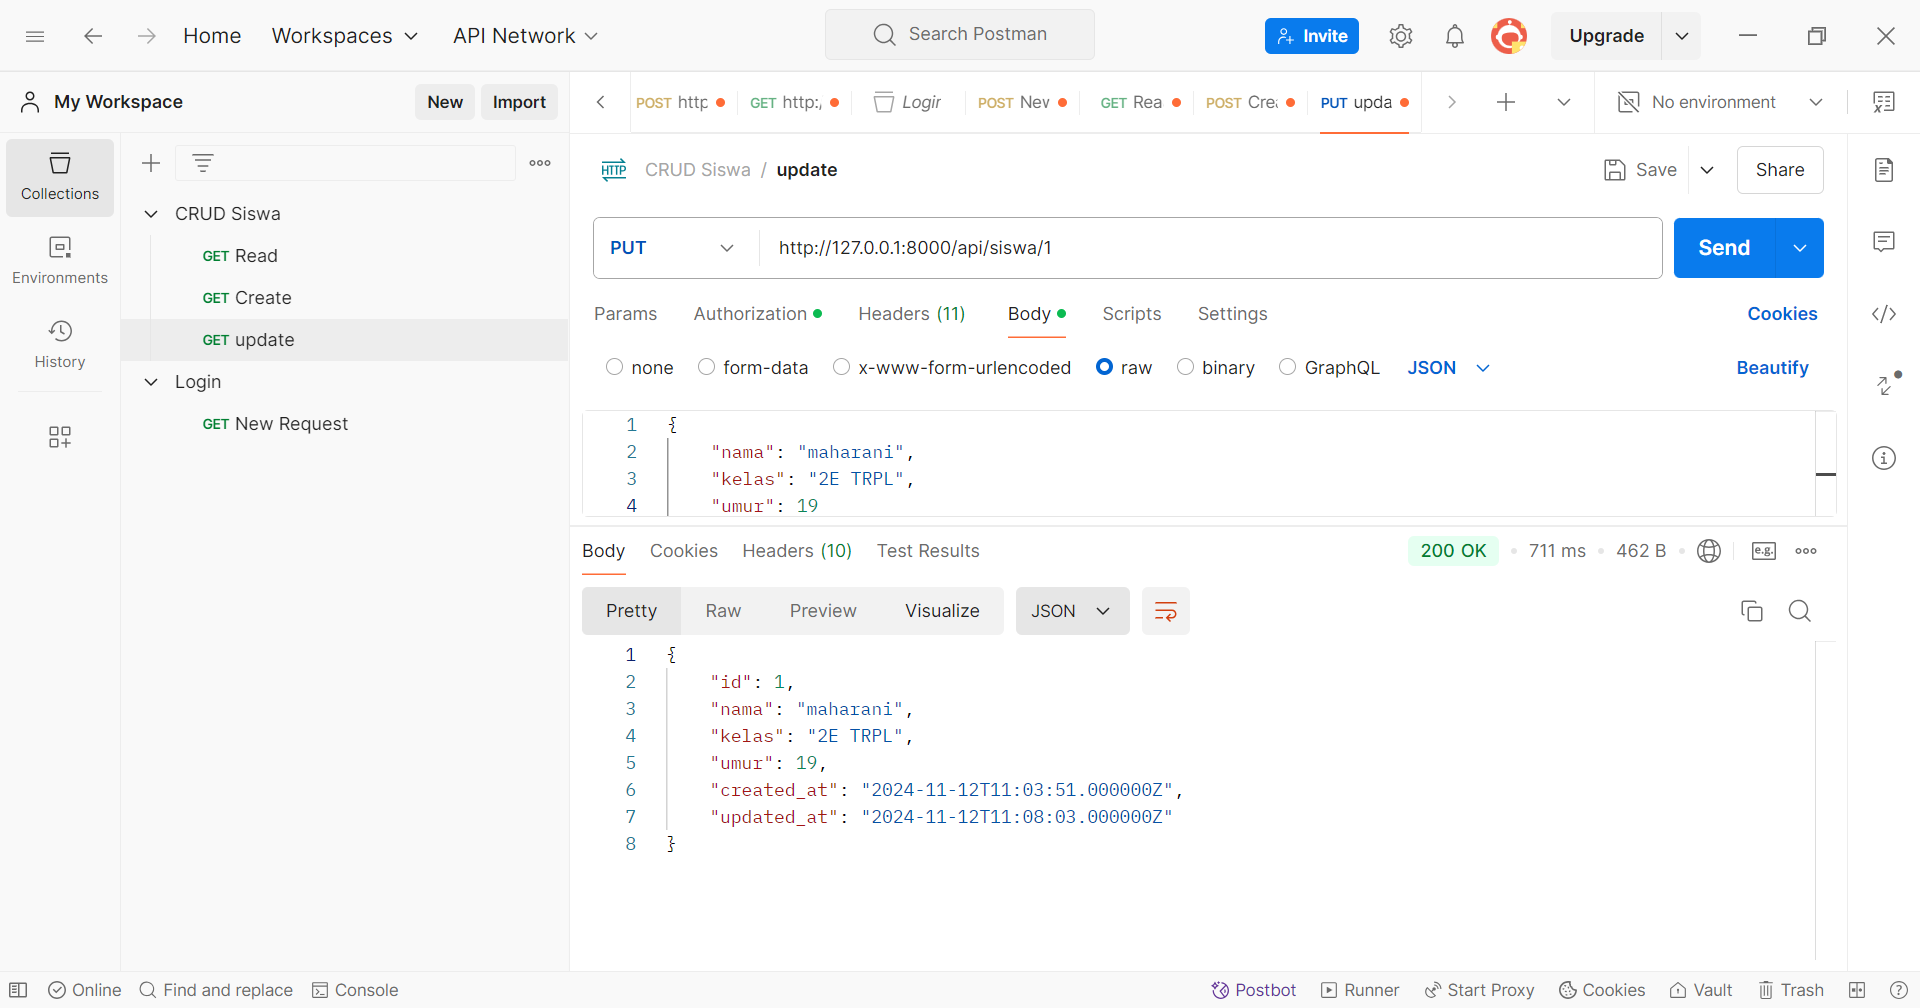 Home Workspaces API Network Search Postman Invite Upgrade
My Workspace New Import POST http GET http:/ Login POST New GET Rea POST Crea PUT upda No environment
Collections
Environments
History
CRUD Siswa
GET Read
GET Create
GET update
Login
GET New Request
HTTP CRUD Siswa / update Save Share
PUT http://127.0.0.1:8000/api/siswa/1 Send
Params Authorization Headers (11) Body Scripts Settings Cookies
none form-data x-www-form-urlencoded raw binary GraphQL JSON Beautify
1 {
2 "nama": "maharani",
3 "kelas": "2E TRPL",
4 "umur": 19
Body Cookies Headers (10) Test Results 200 OK 711 ms 462 B e.g.
Pretty Raw Preview Visualize JSON
1 {
2 "id": 1,
3 "nama": "maharani",
4 "kelas": "2E TRPL",
5 "umur": 19,
6 "created_at": "2024-11-12T11:03:51.000000Z",
7 "updated_at": "2024-11-12T11:08:03.000000Z"
8 }
Online Find and replace Console Postbot Runner Start Proxy Cookies Vault Trash